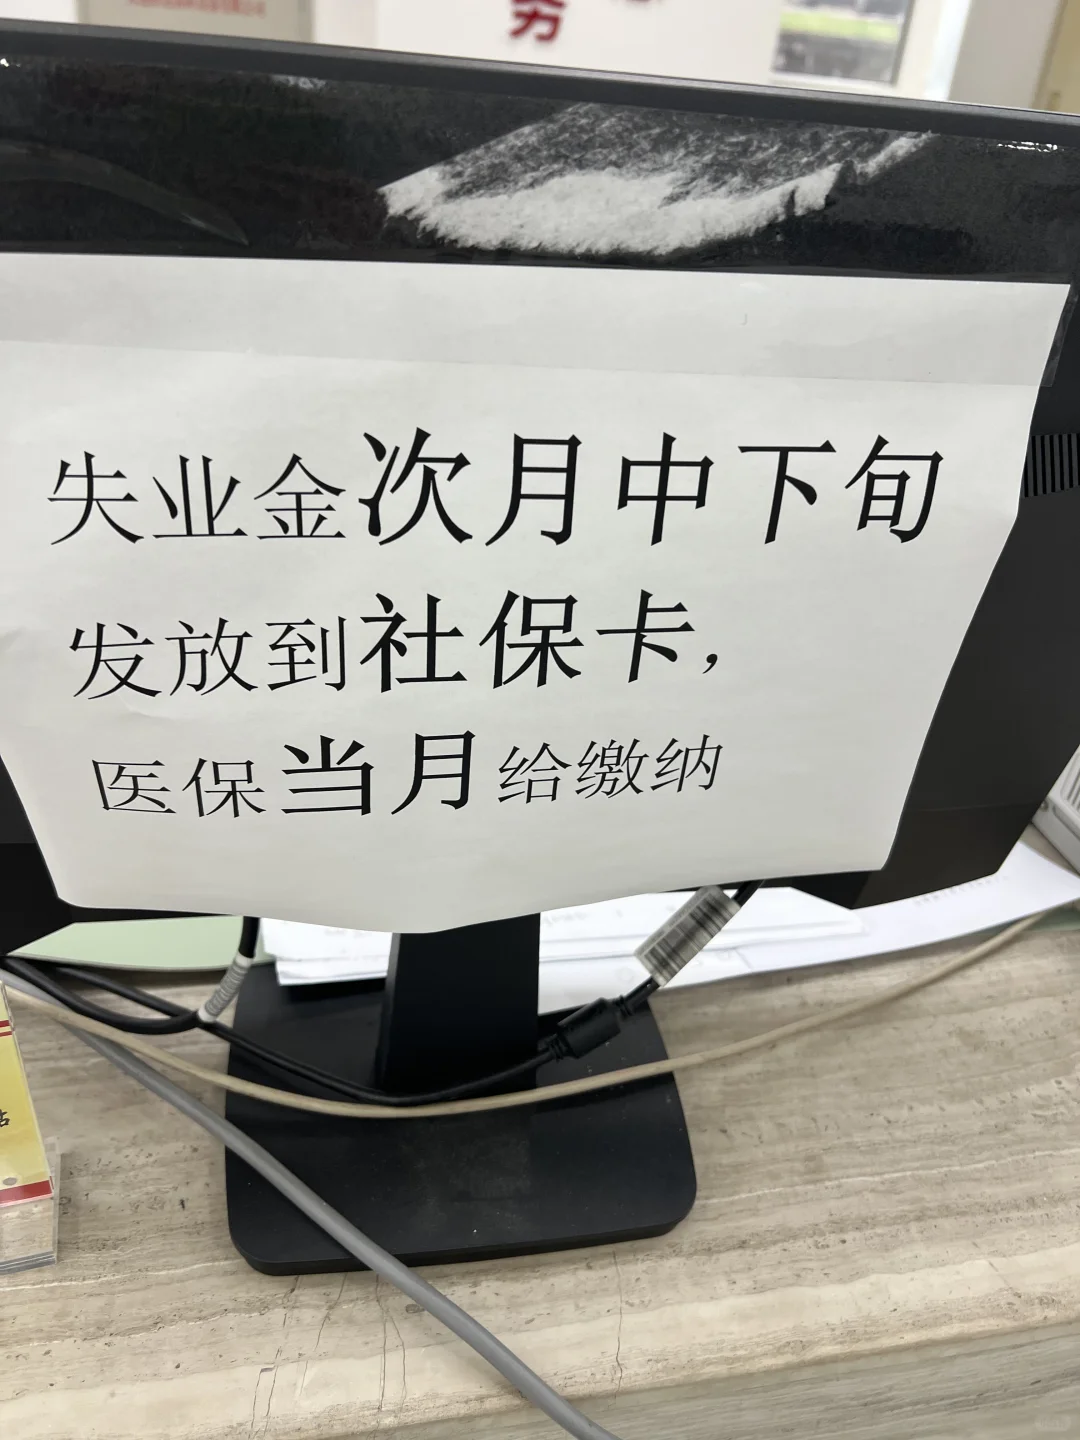 务
失业金次月中下旬
发放到社保卡，
医保当月给缴纳